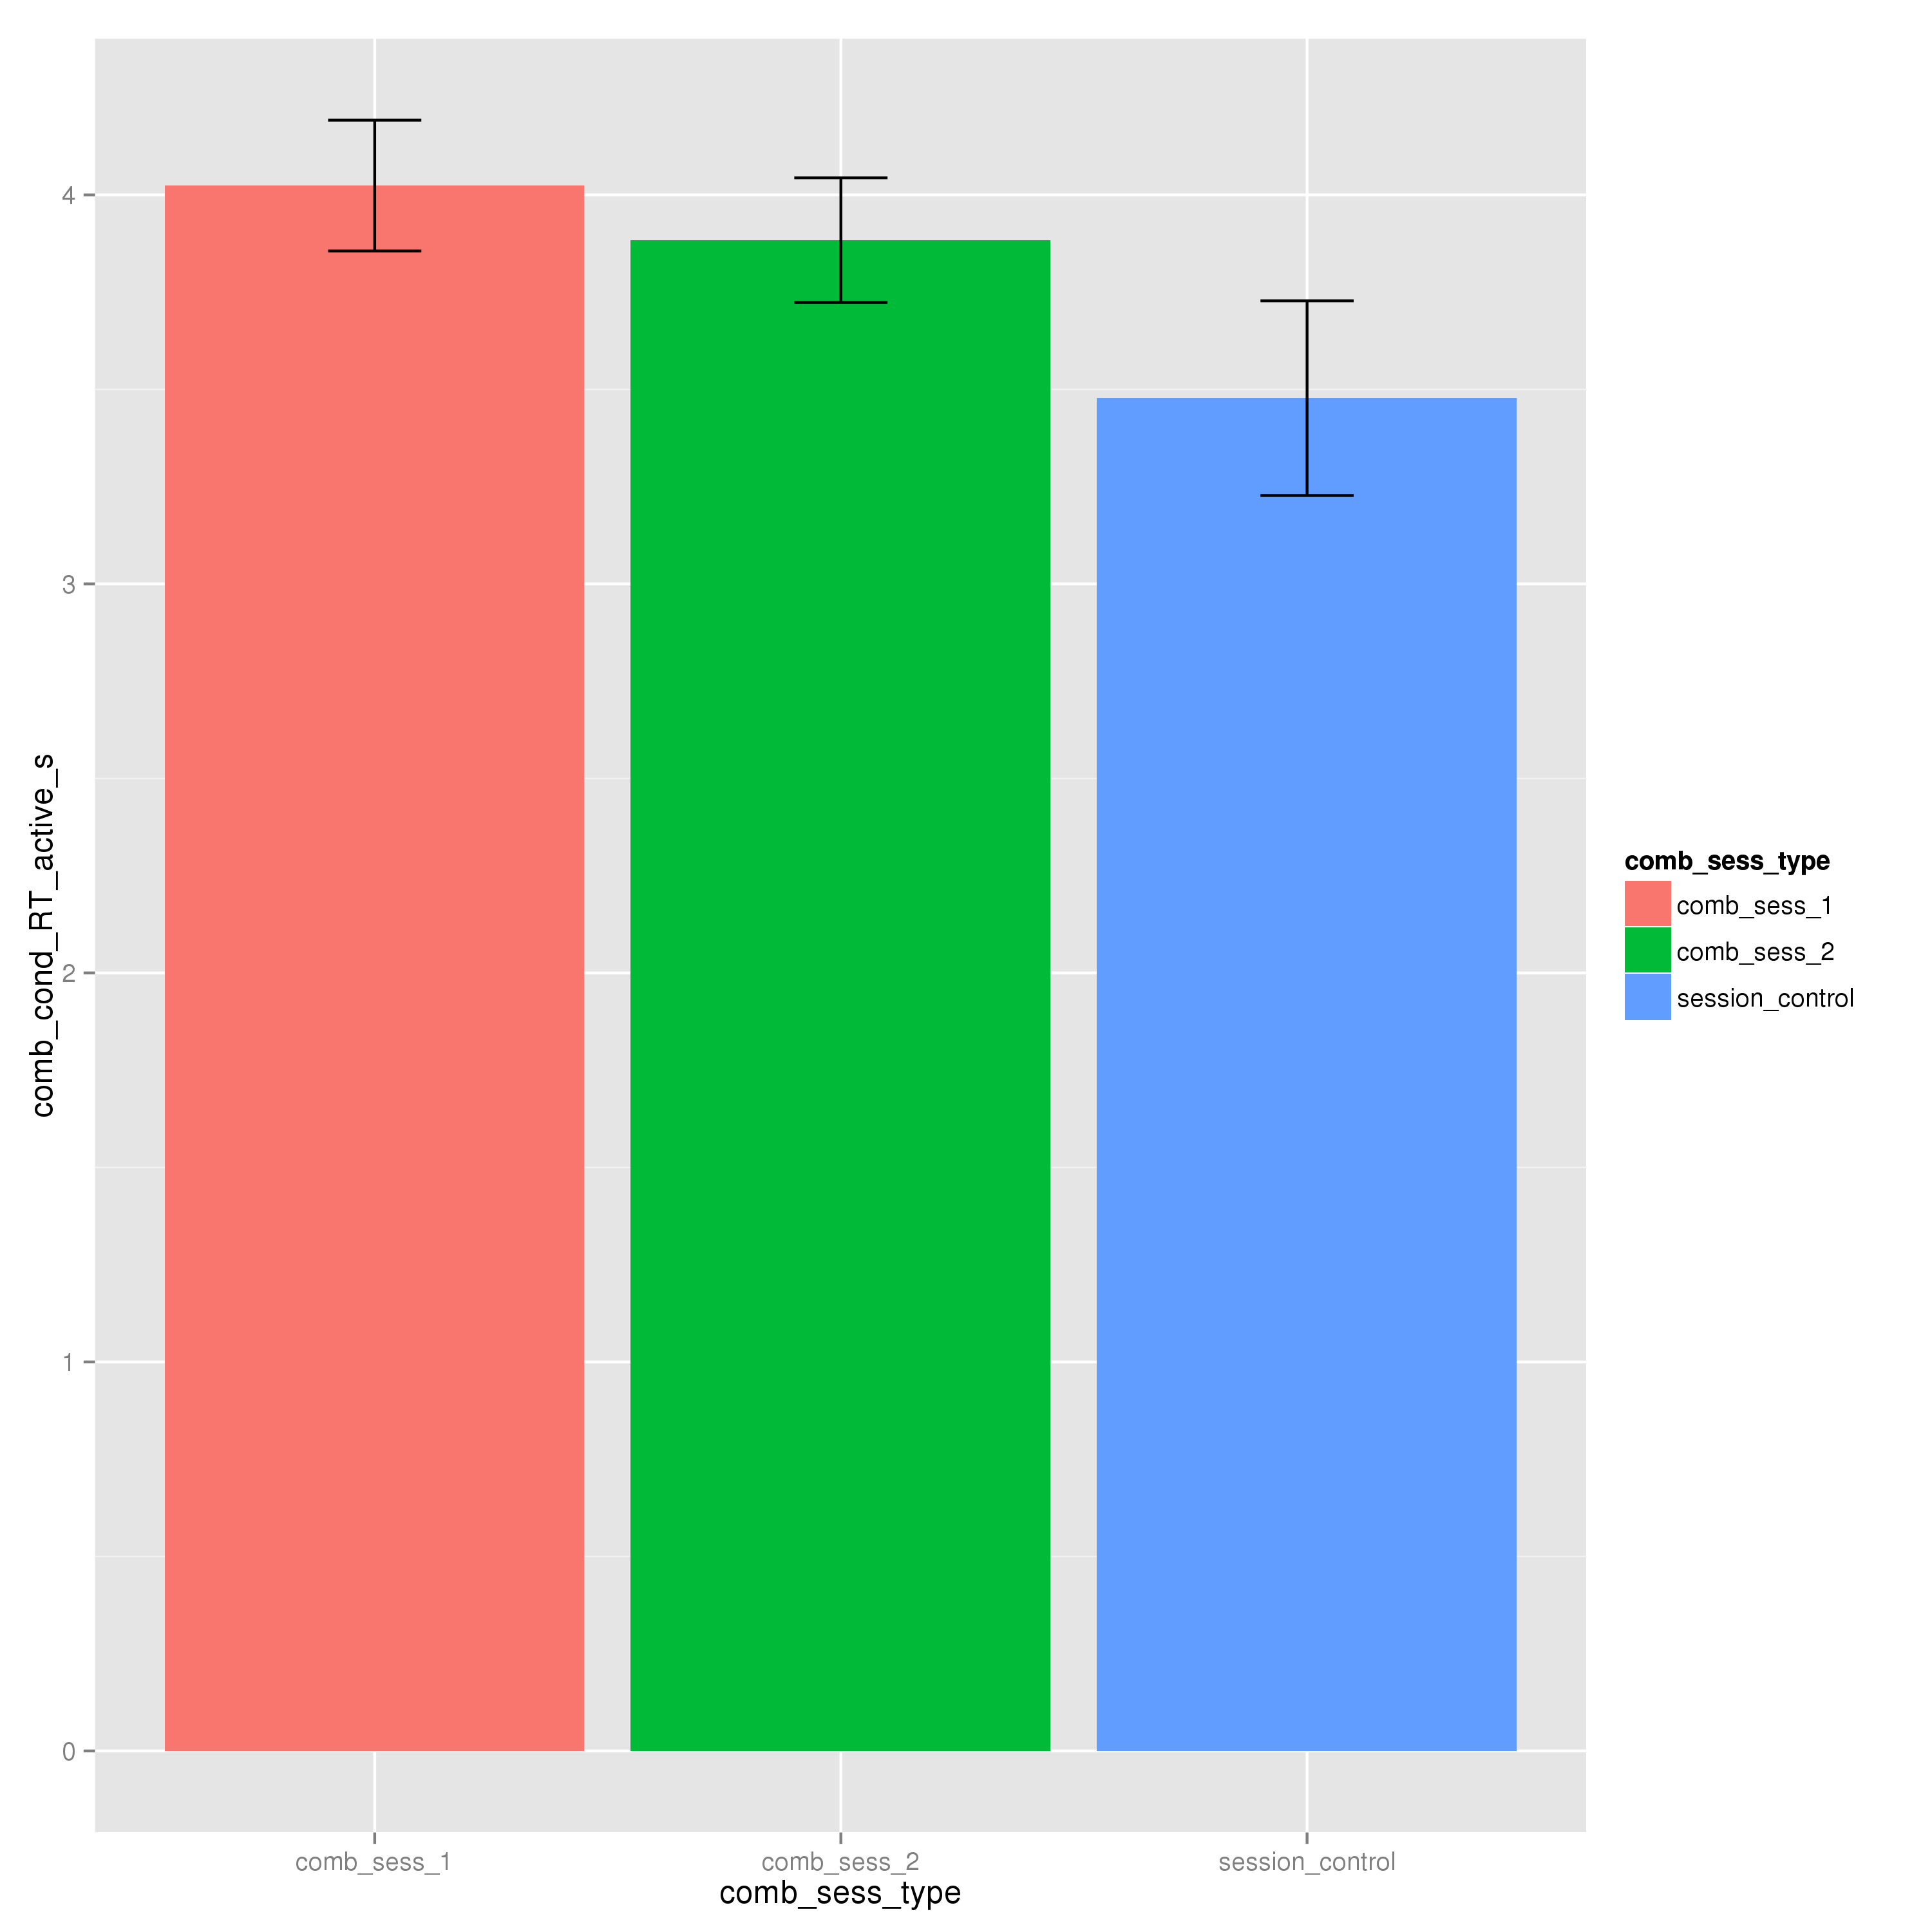 comb_cond_RT_active_s
4
3
2
1
0
comb_sess_1
comb_sess_2
session_control
comb_sess_type
comb_sess_type
comb_sess_1
comb_sess_2
session_control